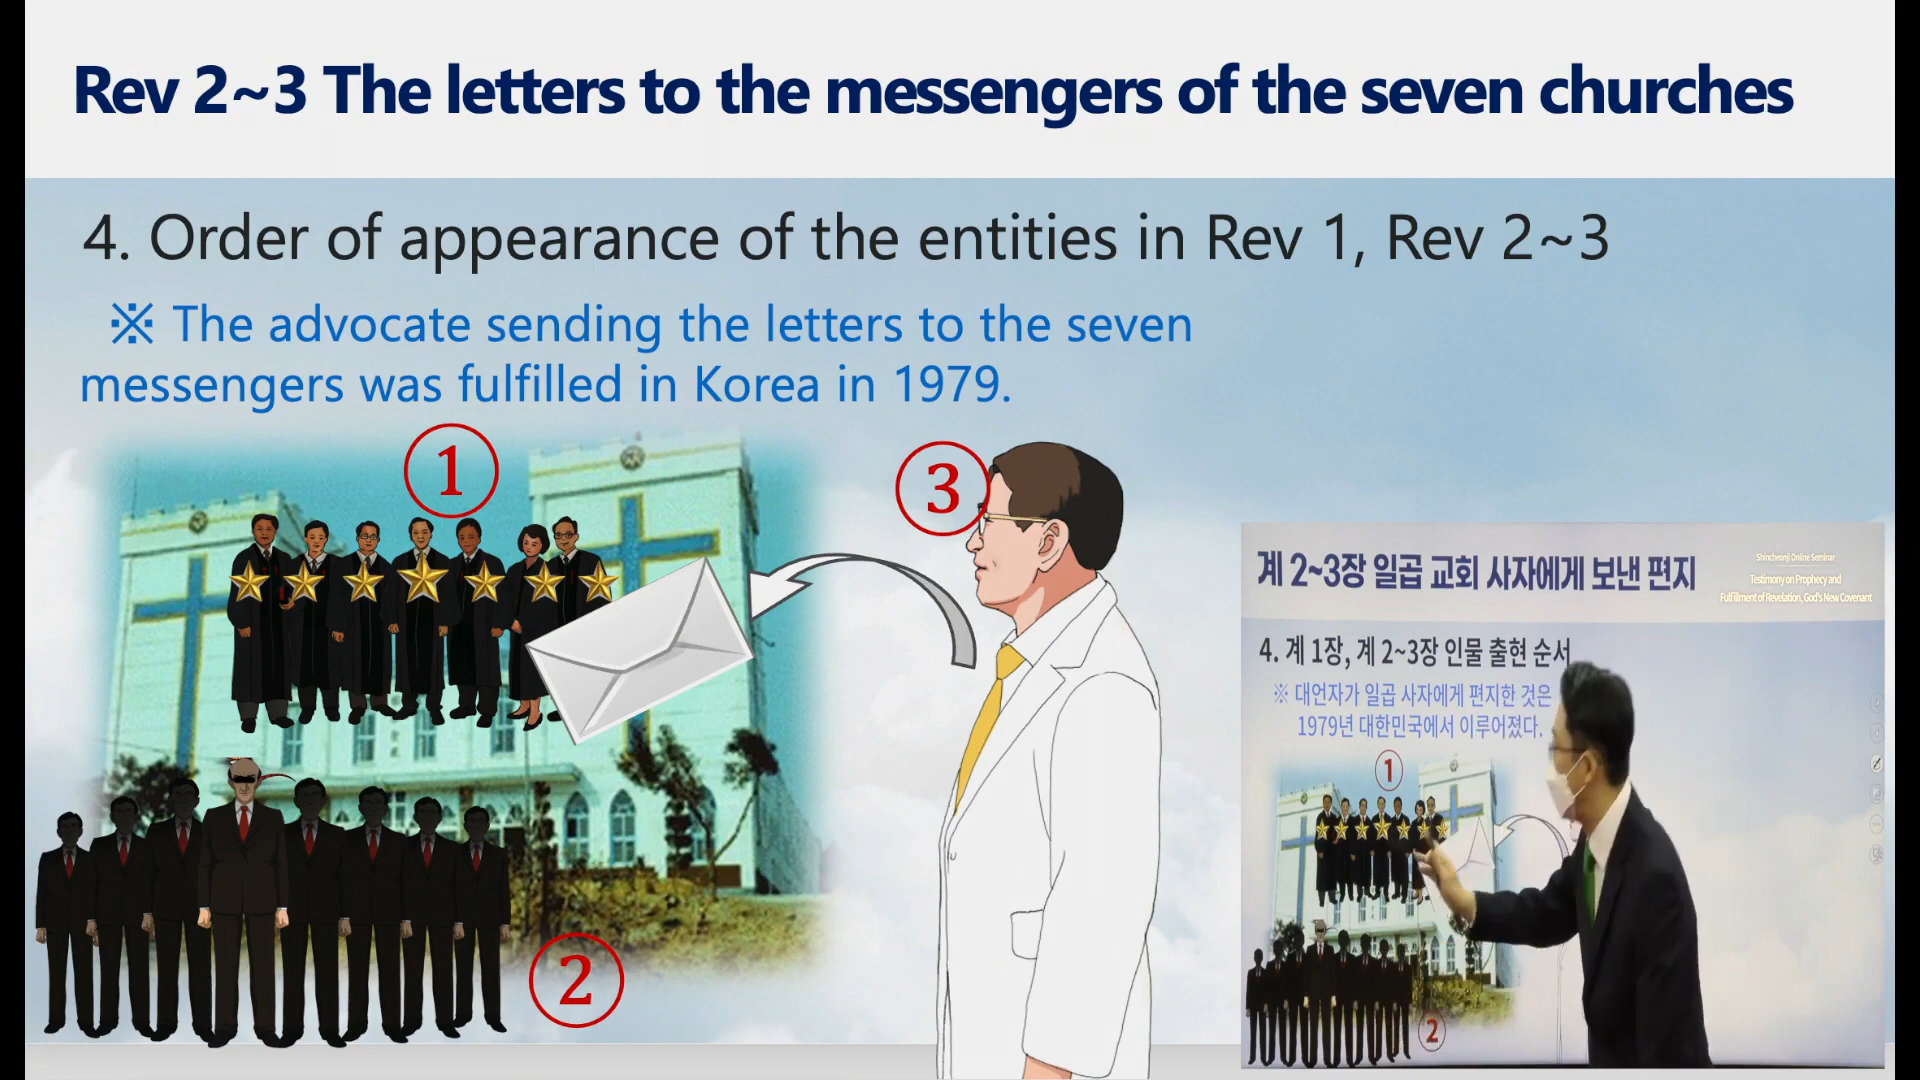 Rev 2~3 The letters to the messengers of the seven churches
4. Order of appearance of the entities in Rev 1, Rev 2~3
※ The advocate sending the letters to the seven
messengers was fulfilled in Korea in 1979.
①
③
②
계 2~3장 일곱 교회 사자에게 보낸 편지
Shincheonji Online Seminar
Testimony on Prophecy and
Fulfillment of Revelation, God's New Covenant
4. 계 1장, 계 2~3장 인물 출현 순서
※ 대언자가 일곱 사자에게 편지한 것은
1979년 대한민국에서 이루어졌다.
①
②